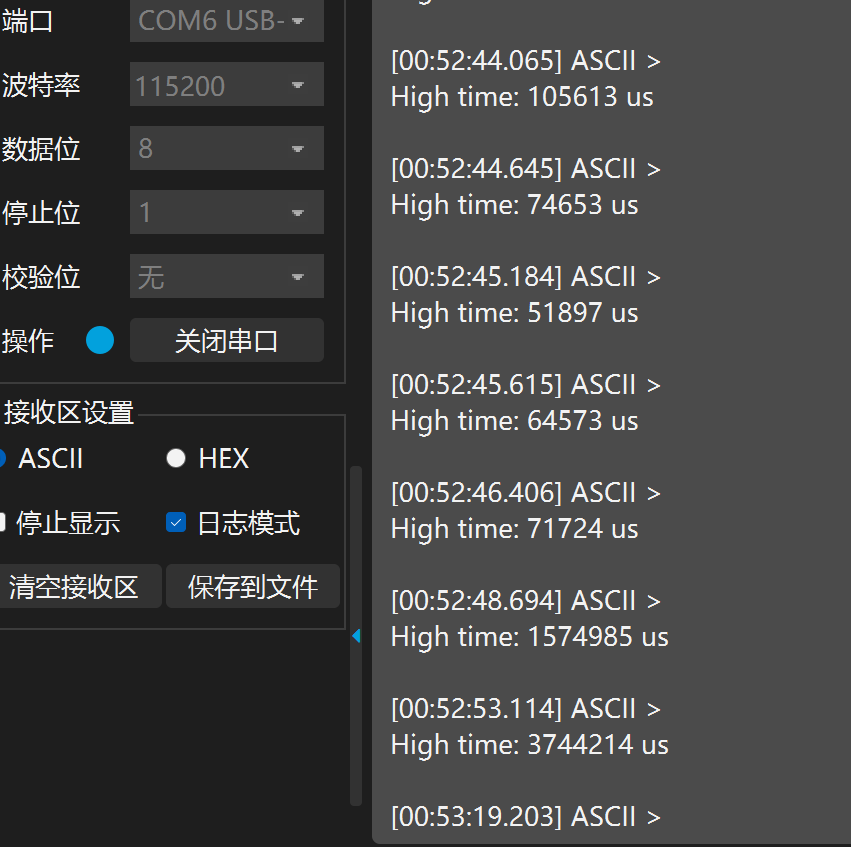 端口
COM6 USB-
波特率
115200
数据位
8
停止位
1
校验位
无
操作
关闭串口
接收区设置
ASCII
HEX
停止显示
日志模式
清空接收区
保存到文件
[00:52:44.065] ASCII >
High time: 105613 us
[00:52:44.645] ASCII >
High time: 74653 us
[00:52:45.184] ASCII >
High time: 51897 us
[00:52:45.615] ASCII >
High time: 64573 us
[00:52:46.406] ASCII >
High time: 71724 us
[00:52:48.694] ASCII >
High time: 1574985 us
[00:52:53.114] ASCII >
High time: 3744214 us
[00:53:19.203] ASCII >